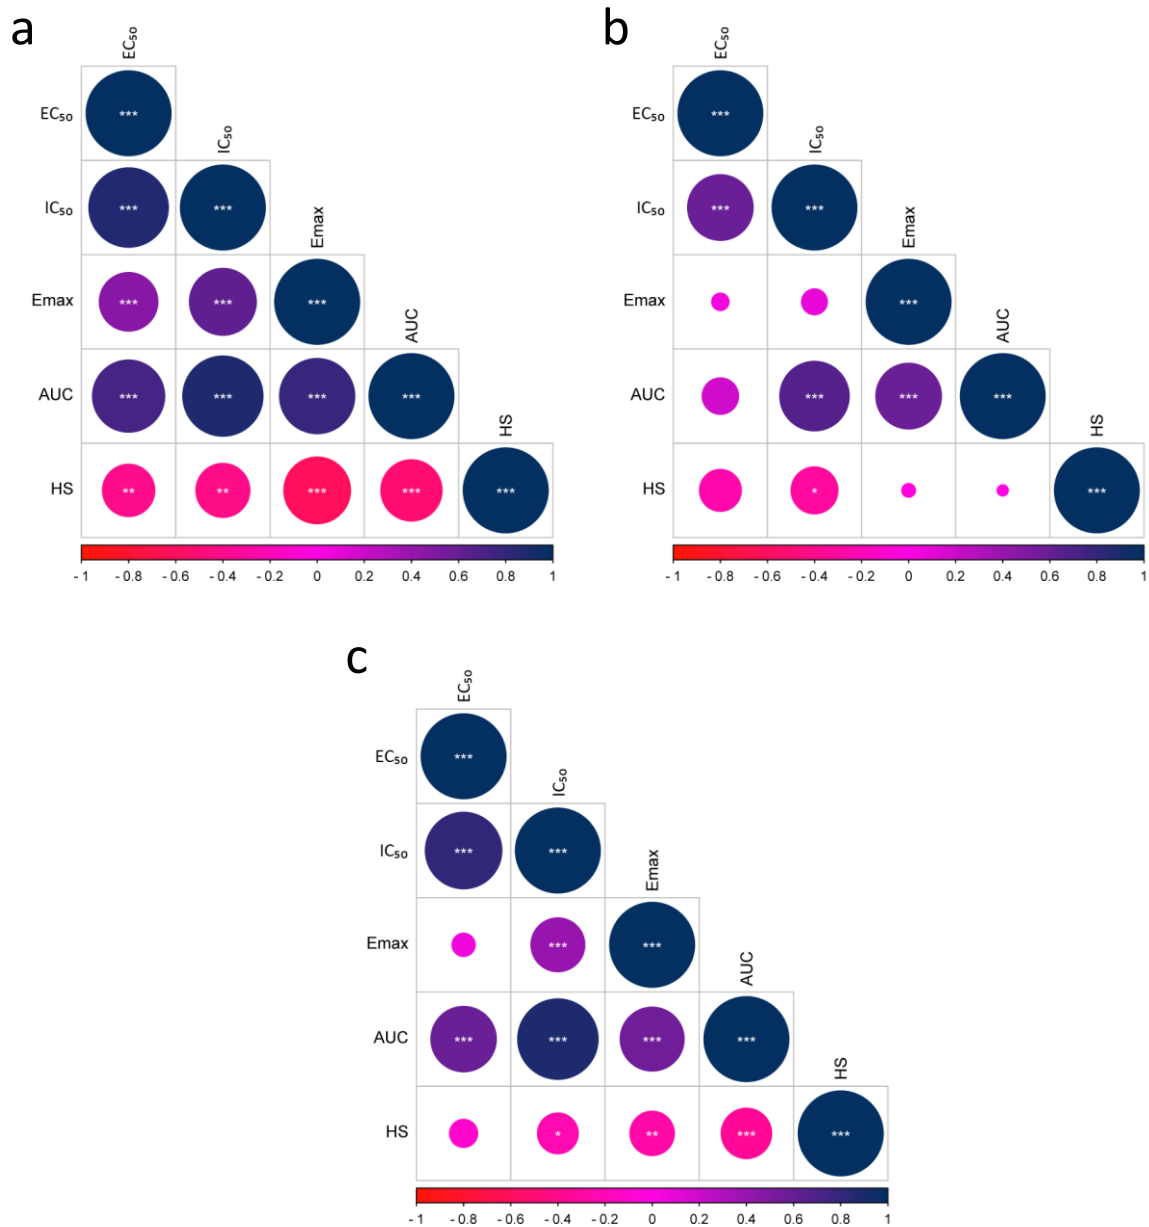 a
EC₅₀
EC₅₀ ***
IC₅₀
IC₅₀ *** ***
Emax
Emax *** *** ***
AUC
AUC *** *** *** ***
HS
HS ** ** *** *** ***
- 1 - 0.8 - 0.6 - 0.4 - 0.2 0 0.2 0.4 0.6 0.8 1
b
EC₅₀
EC₅₀ ***
IC₅₀
IC₅₀ *** ***
Emax
Emax ***
AUC
AUC *** *** ***
HS
HS * ***
- 1 - 0.8 - 0.6 - 0.4 - 0.2 0 0.2 0.4 0.6 0.8 1
c
EC₅₀
EC₅₀ ***
IC₅₀
IC₅₀ *** ***
Emax
Emax *** ***
AUC
AUC *** *** *** ***
HS
HS * ** *** ***
- 1 - 0.8 - 0.6 - 0.4 - 0.2 0 0.2 0.4 0.6 0.8 1